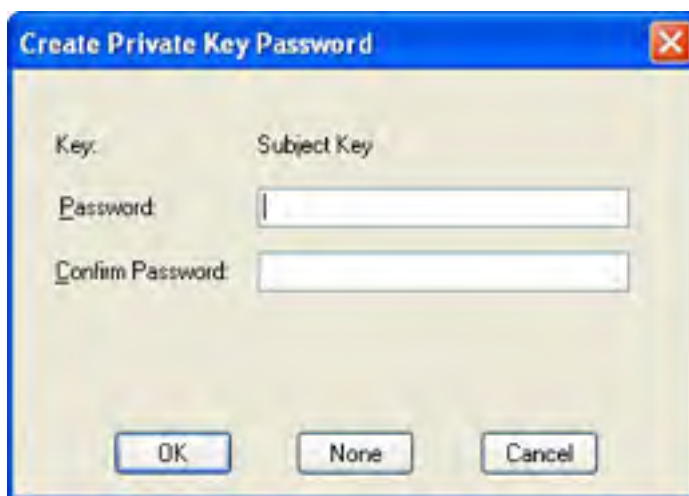 Create Private Key Password
Key: Subject Key
Password:
Confirm Password:
OK None Cancel